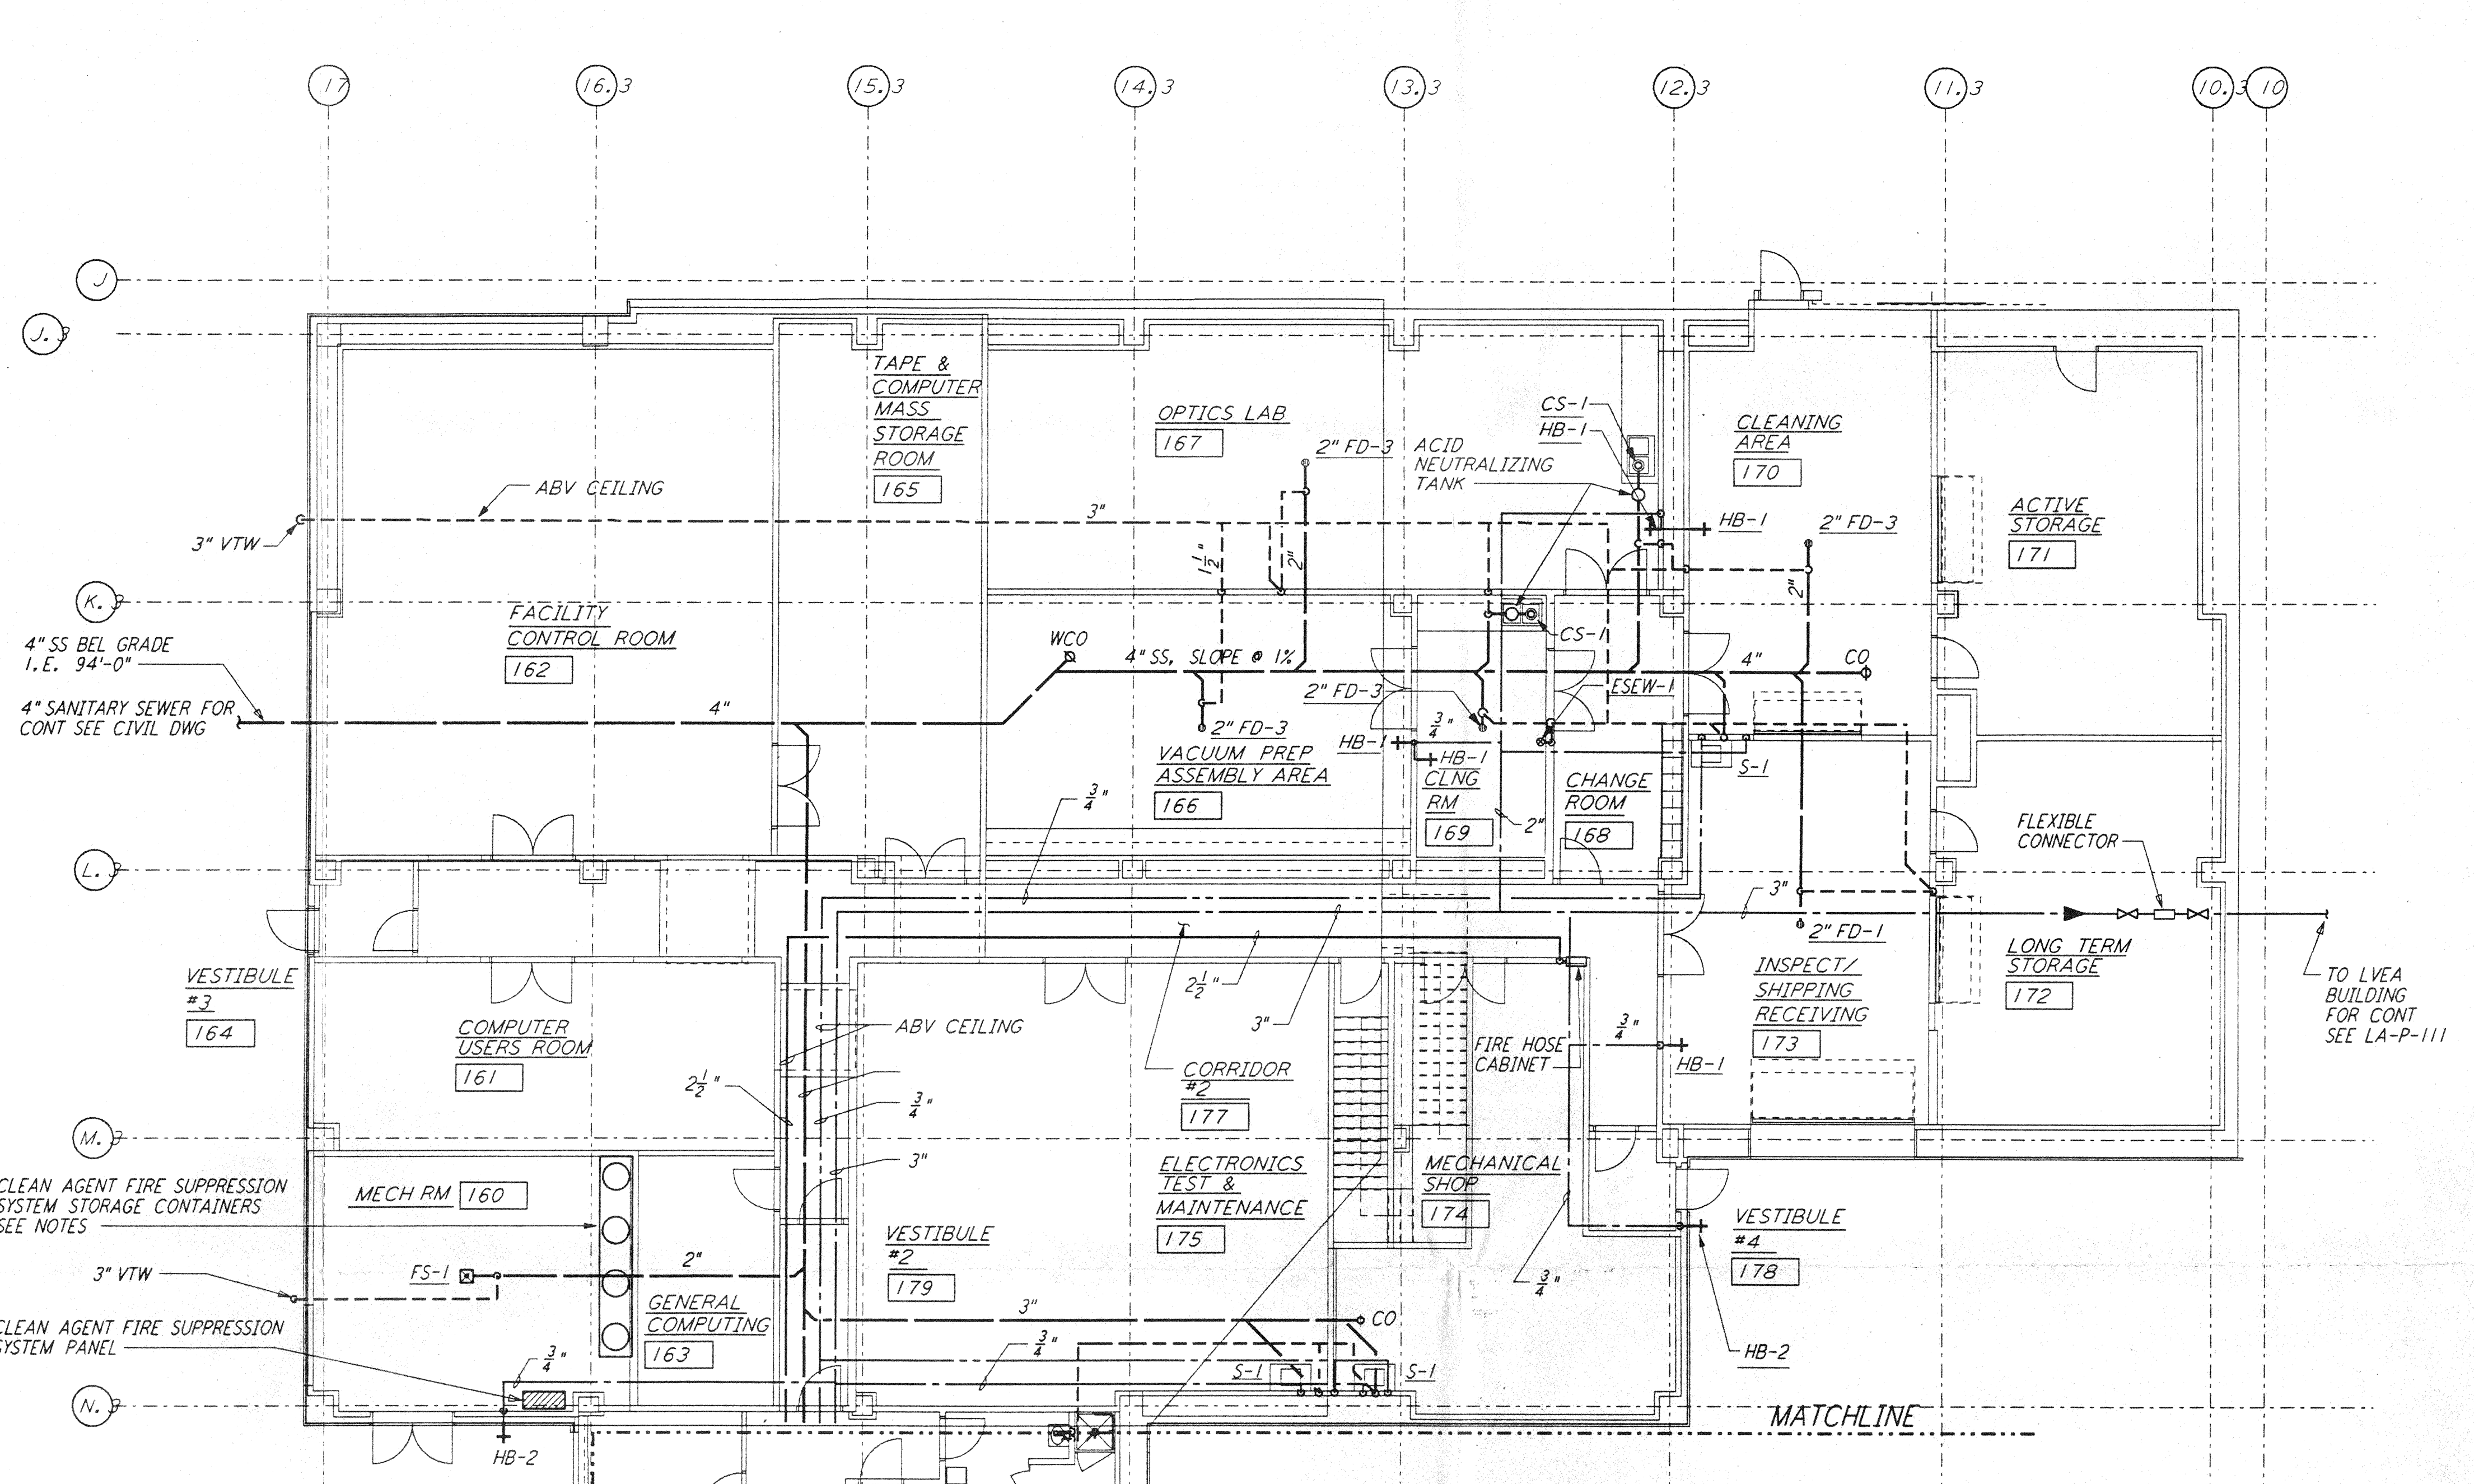 17
16.3
15.3
14.3
13.3
12.3
11.3
10.3
10
J
J.3
K.3
L.3
M.3
N.3
TAPE &
COMPUTER
MASS
STORAGE
ROOM
165
OPTICS LAB
167
2" FD-3
ACID
NEUTRALIZING
TANK
CS-1
HB-1
CLEANING
AREA
170
HB-1
2" FD-3
ACTIVE
STORAGE
171
ABV CEILING
3"
3" VTW
1 1/2"
2"
2"
FACILITY
CONTROL ROOM
162
4" SS BEL GRADE
I.E. 94'-0"
4" SANITARY SEWER FOR
CONT SEE CIVIL DWG
4"
WCO
4" SS, SLOPE @ 1%
CS-1
4"
CO
2" FD-3
ESEW-1
2" FD-3
3/4"
HB-1
HB-1
VACUUM PREP
ASSEMBLY AREA
166
CLNG
RM
169
CHANGE
ROOM
168
S-1
3/4"
2"
FLEXIBLE
CONNECTOR
3"
2" FD-1
VESTIBULE
#3
164
COMPUTER
USERS ROOM
161
ABV CEILING
2 1/2"
3"
2 1/2"
3/4"
3"
CORRIDOR
#2
177
FIRE HOSE
CABINET
3/4"
HB-1
INSPECT/
SHIPPING
RECEIVING
173
LONG TERM
STORAGE
172
TO LVEA
BUILDING
FOR CONT
SEE LA-P-111
CLEAN AGENT FIRE SUPPRESSION
SYSTEM STORAGE CONTAINERS
SEE NOTES
MECH RM 160
3" VTW
FS-1
2"
GENERAL
COMPUTING
163
CLEAN AGENT FIRE SUPPRESSION
SYSTEM PANEL
3/4"
VESTIBULE
#2
179
ELECTRONICS
TEST &
MAINTENANCE
175
MECHANICAL
SHOP
174
3/4"
VESTIBULE
#4
178
3"
CO
3/4"
S-1
S-1
HB-2
HB-2
MATCHLINE